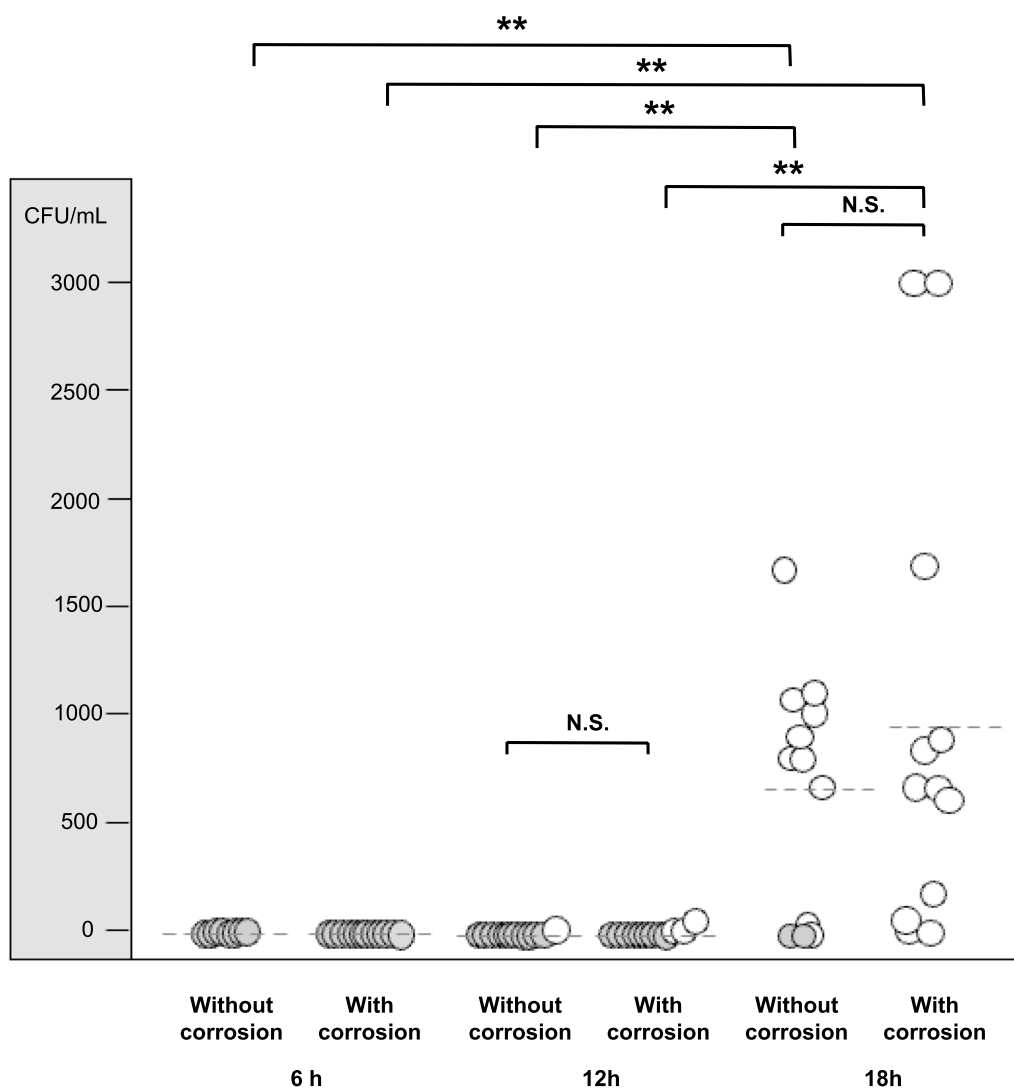 **
**
**
**
N.S.
CFU/mL
3000
2500
2000
1500
1000
N.S.
500
0
Without corrosion
With corrosion
Without corrosion
With corrosion
Without corrosion
With corrosion
6 h
12h
18h